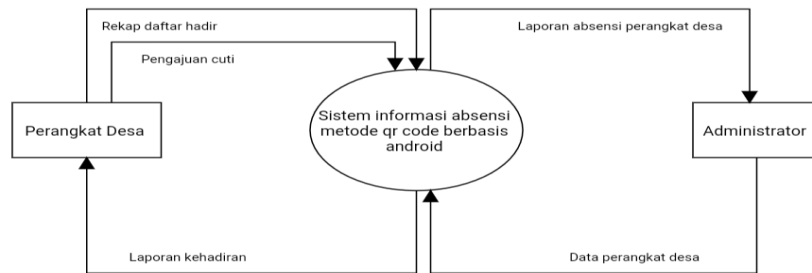 Rekap daftar hadir
Laporan absensi perangkat desa
Pengajuan cuti
Sistem informasi absensi
metode qr code berbasis
android
Perangkat Desa
Administrator
Laporan kehadiran
Data perangkat desa